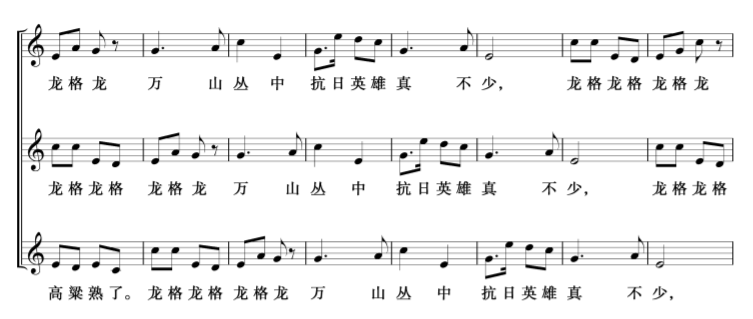 龙格龙 万 山丛 中 抗日英雄真 不少， 龙格龙格龙格龙
龙格龙格 龙格龙 万 山丛 中 抗日英雄真 不少， 龙格龙格
高粱熟了。龙格龙格龙格龙 万 山丛 中 抗日英雄真 不少，